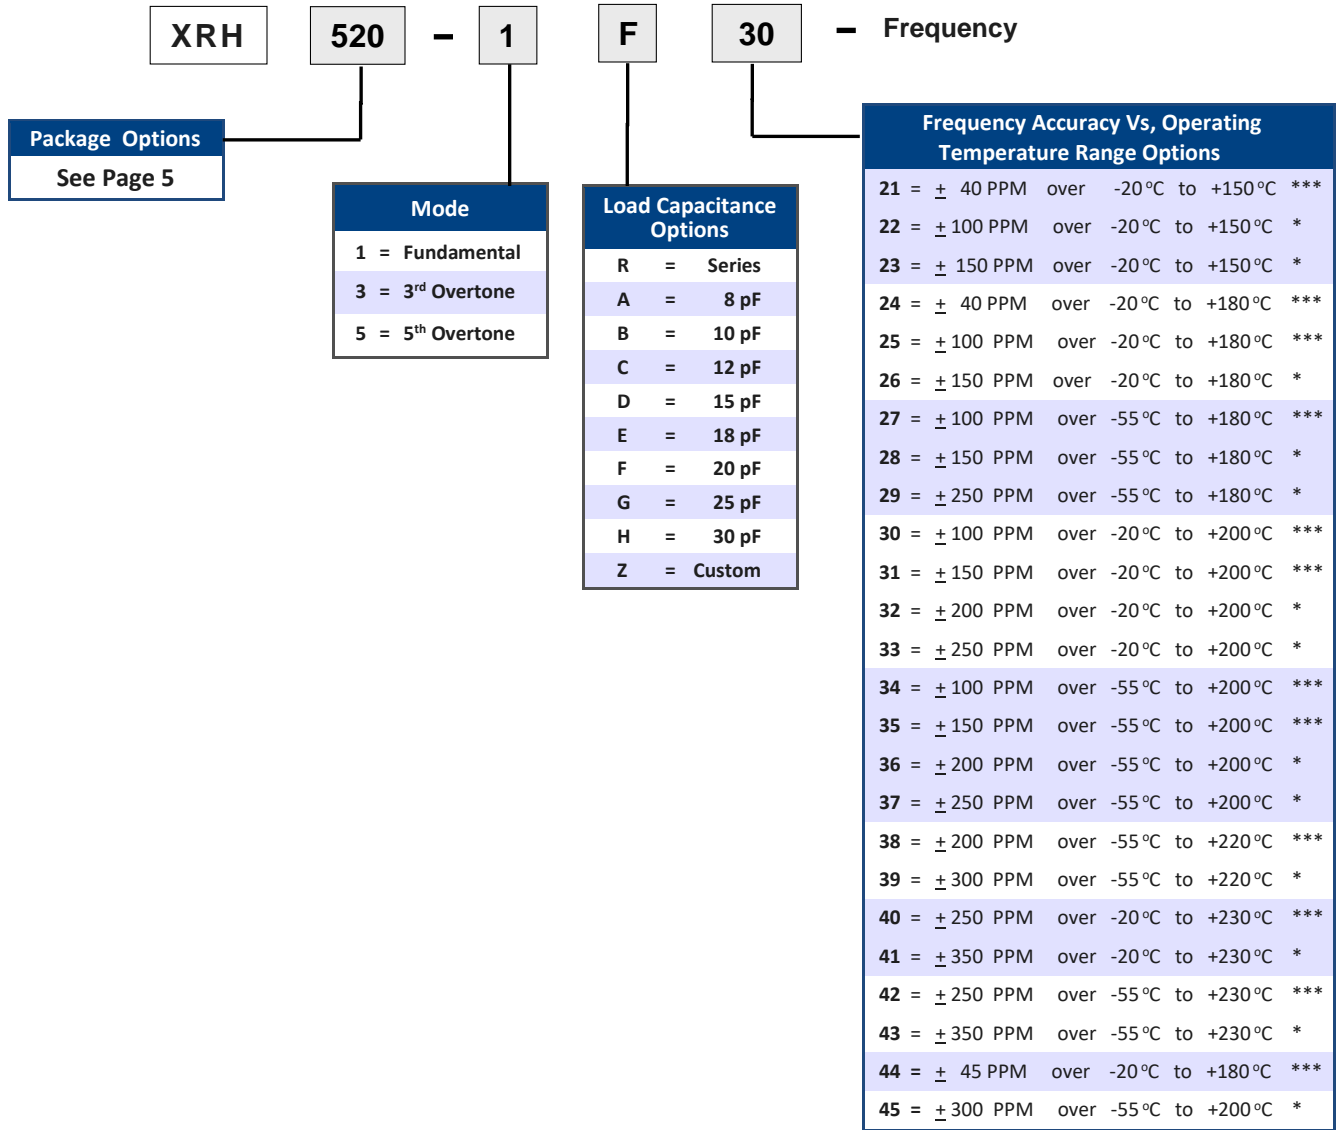 XRH 520 – 1 F 30 – Frequency
Package Options
See Page 5
Mode
1 = Fundamental
3 = 3rd Overtone
5 = 5th Overtone
Load Capacitance
Options
R = Series
A = 8 pF
B = 10 pF
C = 12 pF
D = 15 pF
E = 18 pF
F = 20 pF
G = 25 pF
H = 30 pF
Z = Custom
Frequency Accuracy Vs, Operating
Temperature Range Options
21 = ± 40 PPM over -20 °C to +150 °C ***
22 = ± 100 PPM over -20 °C to +150 °C *
23 = ± 150 PPM over -20 °C to +150 °C *
24 = ± 40 PPM over -20 °C to +180 °C ***
25 = ± 100 PPM over -20 °C to +180 °C ***
26 = ± 150 PPM over -20 °C to +180 °C *
27 = ± 100 PPM over -55 °C to +180 °C ***
28 = ± 150 PPM over -55 °C to +180 °C *
29 = ± 250 PPM over -55 °C to +180 °C *
30 = ± 100 PPM over -20 °C to +200 °C ***
31 = ± 150 PPM over -20 °C to +200 °C ***
32 = ± 200 PPM over -20 °C to +200 °C *
33 = ± 250 PPM over -20 °C to +200 °C *
34 = ± 100 PPM over -55 °C to +200 °C ***
35 = ± 150 PPM over -55 °C to +200 °C ***
36 = ± 200 PPM over -55 °C to +200 °C *
37 = ± 250 PPM over -55 °C to +200 °C *
38 = ± 200 PPM over -55 °C to +220 °C ***
39 = ± 300 PPM over -55 °C to +220 °C *
40 = ± 250 PPM over -20 °C to +230 °C ***
41 = ± 350 PPM over -20 °C to +230 °C *
42 = ± 250 PPM over -55 °C to +230 °C ***
43 = ± 350 PPM over -55 °C to +230 °C *
44 = ± 45 PPM over -20 °C to +180 °C ***
45 = ± 300 PPM over -55 °C to +200 °C *